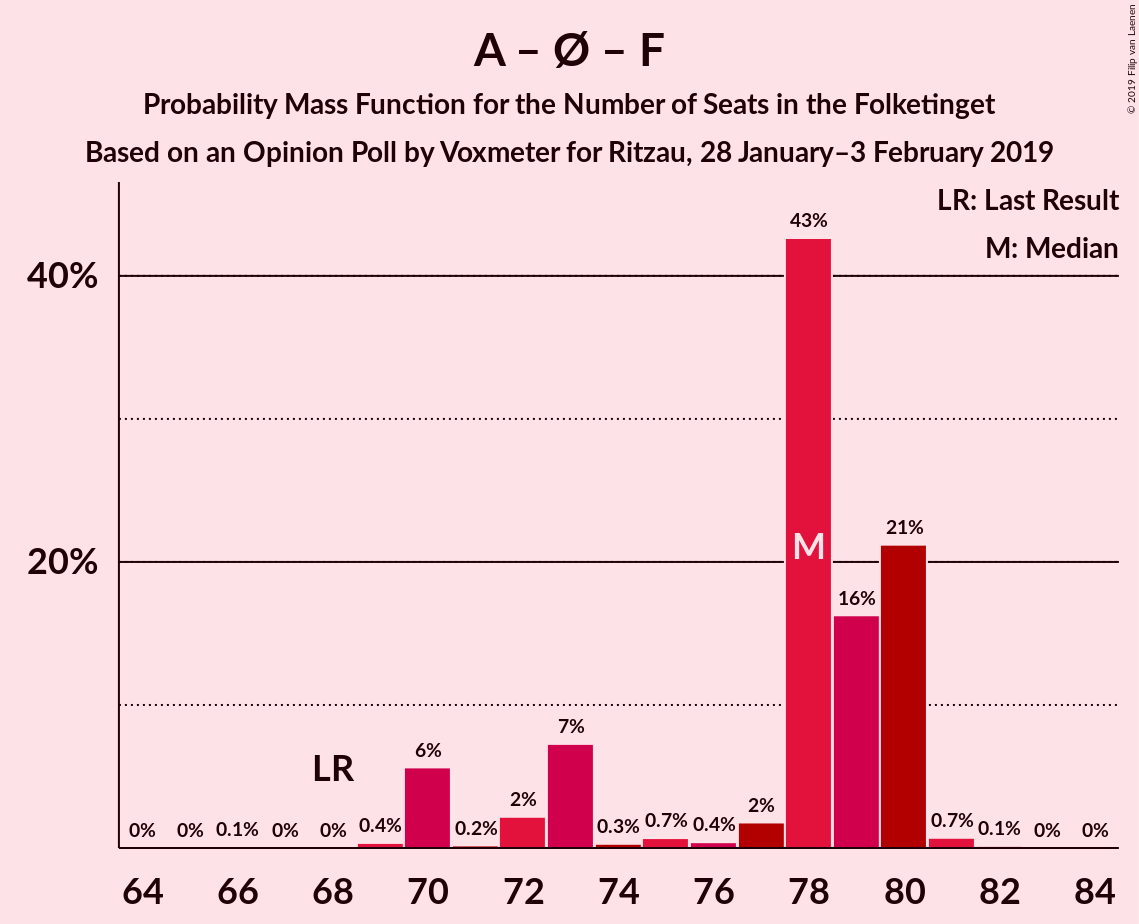 A – Ø – F
Probability Mass Function for the Number of Seats in the Folketinget
Based on an Opinion Poll by Voxmeter for Ritzau, 28 January–3 February 2019
© 2019 Filip van Laenen
LR: Last Result
M: Median
43%
40%
M
21%
20%
16%
7%
6%
LR
2%
2%
0% 0% 0.1% 0% 0% 0.4% 0.2% 0.3% 0.7% 0.4% 0.7% 0.1% 0% 0%
64 66 68 70 72 74 76 78 80 82 84